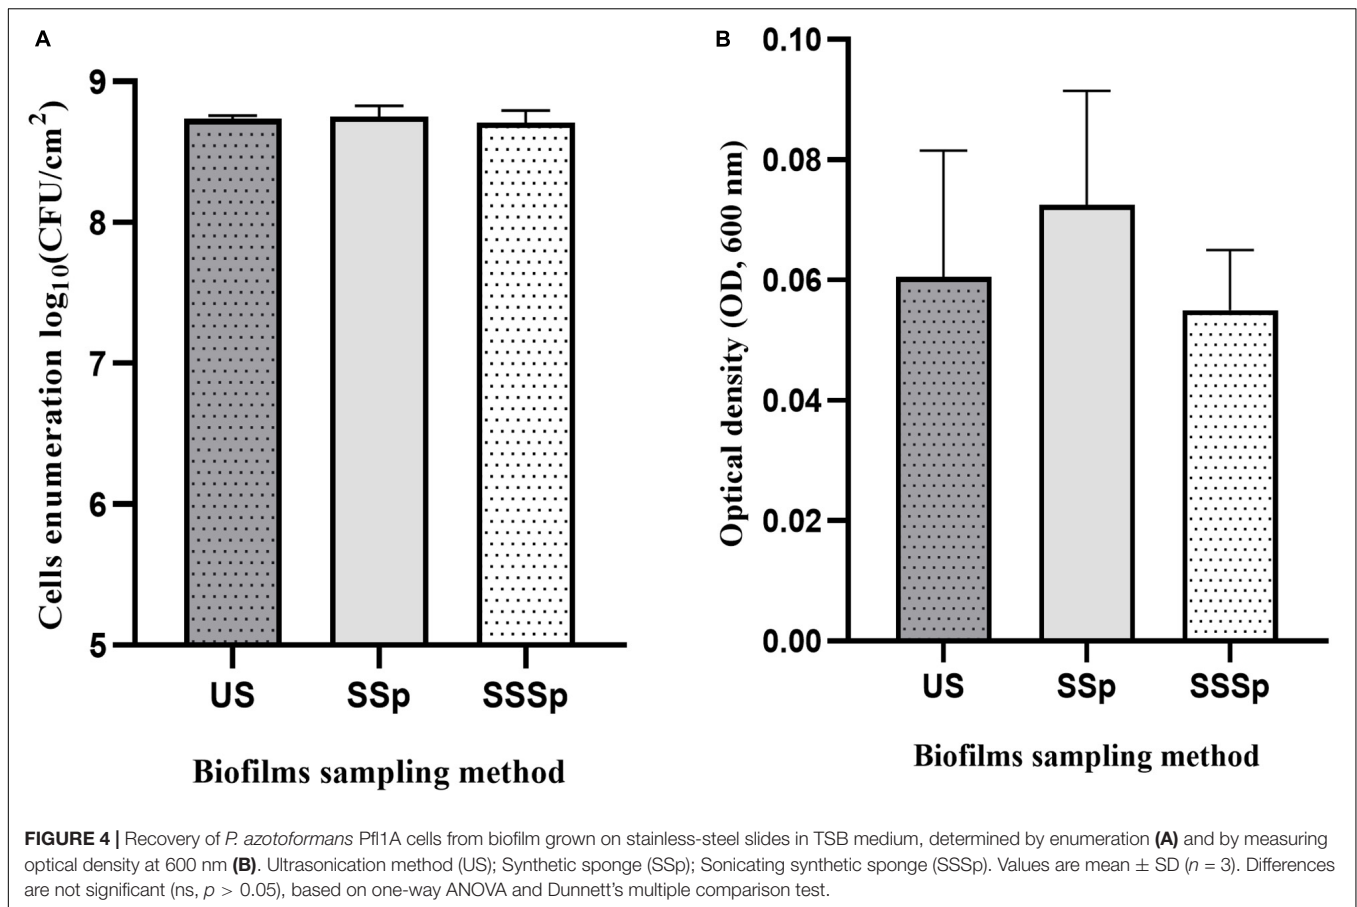 A
9
8
7
6
5
Cells enumeration log10(CFU/cm2)
US SSp SSSp
Biofilms sampling method
B
0.10
0.08
0.06
0.04
0.02
0.00
Optical density (OD, 600 nm)
US SSp SSSp
Biofilms sampling method
FIGURE 4 | Recovery of P. azotoformans Pfl1A cells from biofilm grown on stainless-steel slides in TSB medium, determined by enumeration (A) and by measuring
optical density at 600 nm (B). Ultrasonication method (US); Synthetic sponge (SSp); Sonicating synthetic sponge (SSSp). Values are mean ± SD (n = 3). Differences
are not significant (ns, p > 0.05), based on one-way ANOVA and Dunnett’s multiple comparison test.